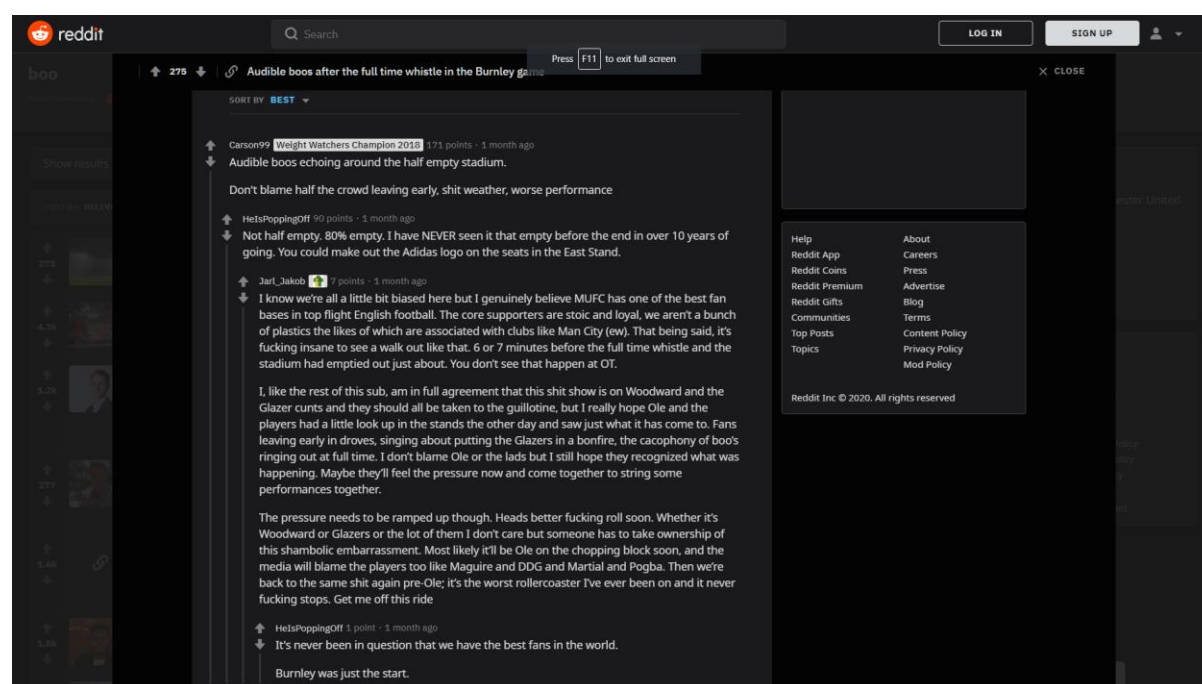 reddit
Search
LOG IN
SIGN UP
Press F11 to exit full screen
boo
275
Audible boos after the full time whistle in the Burnley game
CLOSE
Show results
SORT BY BEST
Carson99 Weight Watchers Champion 2018 171 points · 1 month ago
Audible boos echoing around the half empty stadium.
Don't blame half the crowd leaving early, shit weather, worse performance
HeIsPoppingOff 90 points · 1 month ago
Not half empty. 80% empty. I have NEVER seen it that empty before the end in over 10 years of
going. You could make out the Adidas logo on the seats in the East Stand.
Jarl_Jakob 7 points · 1 month ago
I know we're all a little bit biased here but I genuinely believe MUFC has one of the best fan
bases in top flight English football. The core supporters are stoic and loyal, we aren't a bunch
of plastics the likes of which are associated with clubs like Man City (ew). That being said, it's
fucking insane to see a walk out like that. 6 or 7 minutes before the full time whistle and the
stadium had emptied out just about. You don't see that happen at OT.
I, like the rest of this sub, am in full agreement that this shit show is on Woodward and the
Glazer cunts and they should all be taken to the guillotine, but I really hope Ole and the
players had a little look up in the stands the other day and saw just what it has come to. Fans
leaving early in droves, singing about putting the Glazers in a bonfire, the cacophony of boo's
ringing out at full time. I don't blame Ole or the lads but I still hope they recognized what was
happening. Maybe they'll feel the pressure now and come together to string some
performances together.
The pressure needs to be ramped up though. Heads better fucking roll soon. Whether it's
Woodward or Glazers or the lot of them I don't care but someone has to take ownership of
this shambolic embarrassment. Most likely it'll be Ole on the chopping block soon, and the
media will blame the players too like Maguire and DDG and Martial and Pogba. Then we're
back to the same shit again pre-Ole; it's the worst rollercoaster I've ever been on and it never
fucking stops. Get me off this ride
HeIsPoppingOff 1 point · 1 month ago
It's never been in question that we have the best fans in the world.
Burnley was just the start.
Help
About
Reddit App
Careers
Reddit Coins
Press
Reddit Premium
Advertise
Reddit Gifts
Blog
Communities
Terms
Top Posts
Content Policy
Topics
Privacy Policy
Mod Policy
Reddit Inc © 2020. All rights reserved
275
4.3k
5.2k
277
ester United